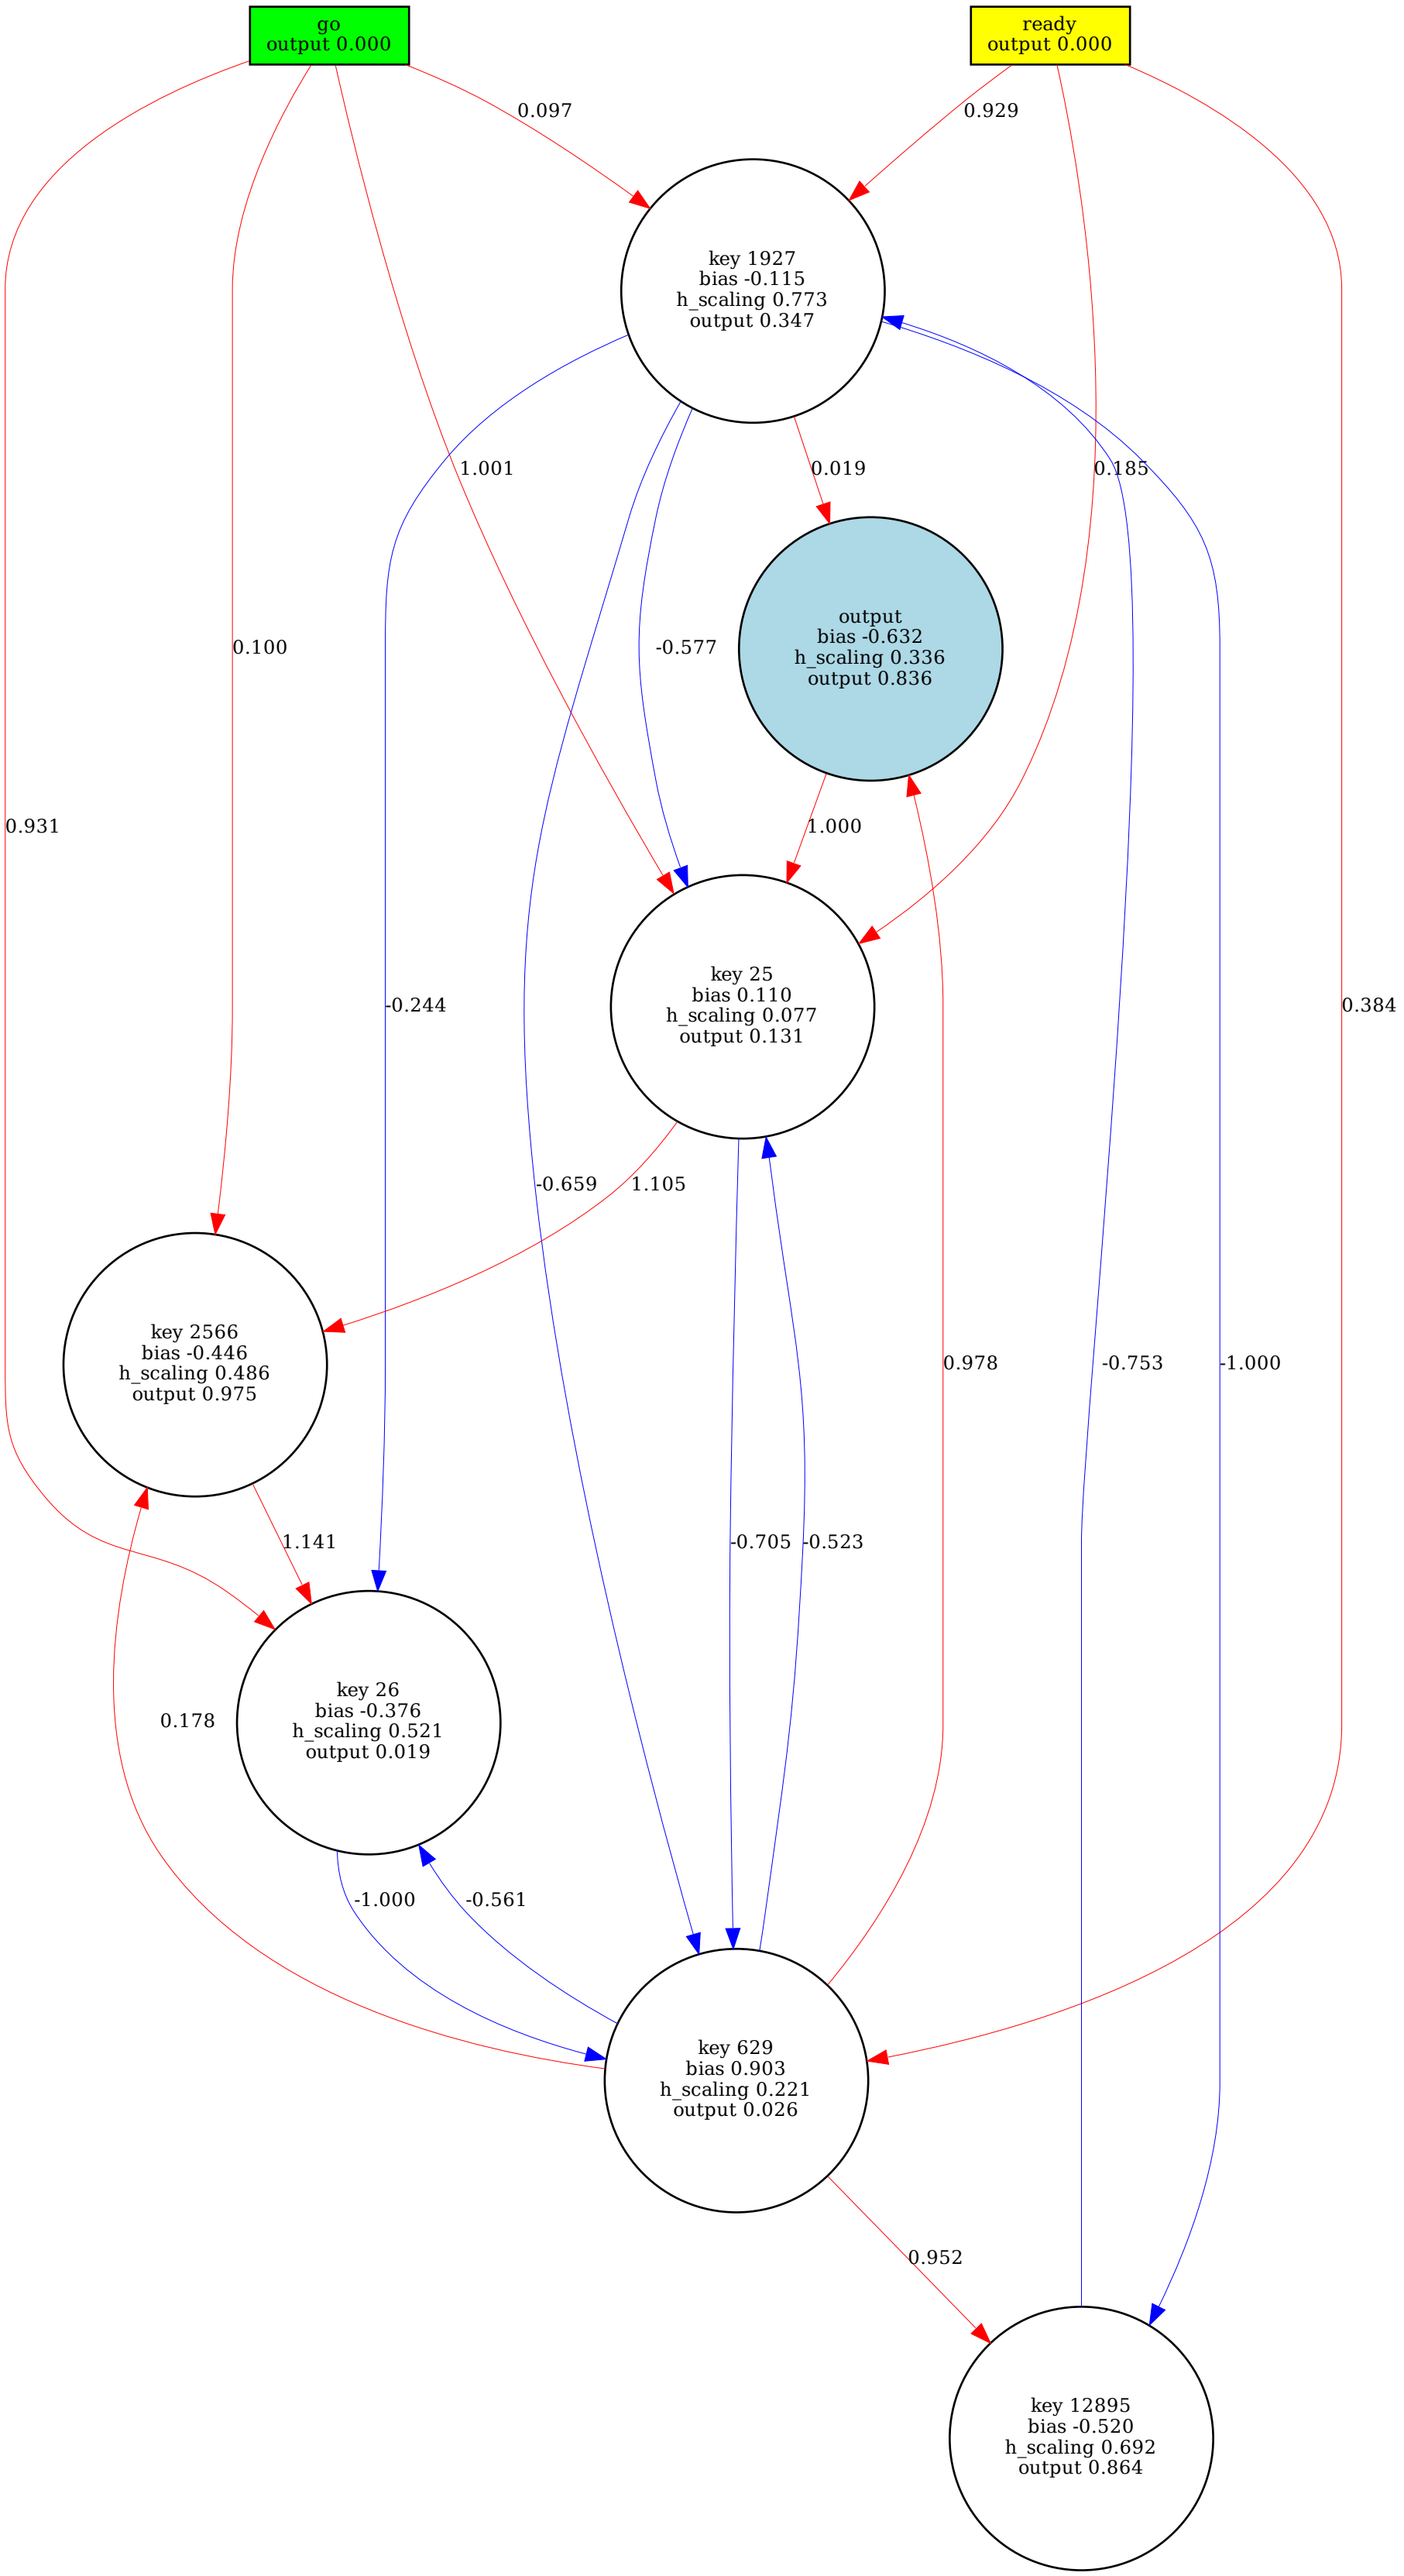 go
output 0.000
ready
output 0.000
0.097
0.929
key 1927
bias -0.115
h_scaling 0.773
output 0.347
1.001
0.019
0.185
0.100
-0.577
output
bias -0.632
h_scaling 0.336
output 0.836
0.931
1.000
-0.244
key 25
bias 0.110
h_scaling 0.077
output 0.131
0.384
-0.659
1.105
key 2566
bias -0.446
h_scaling 0.486
output 0.975
0.978
-0.753
-1.000
1.141
-0.705
-0.523
0.178
key 26
bias -0.376
h_scaling 0.521
output 0.019
-1.000
-0.561
key 629
bias 0.903
h_scaling 0.221
output 0.026
0.952
key 12895
bias -0.520
h_scaling 0.692
output 0.864